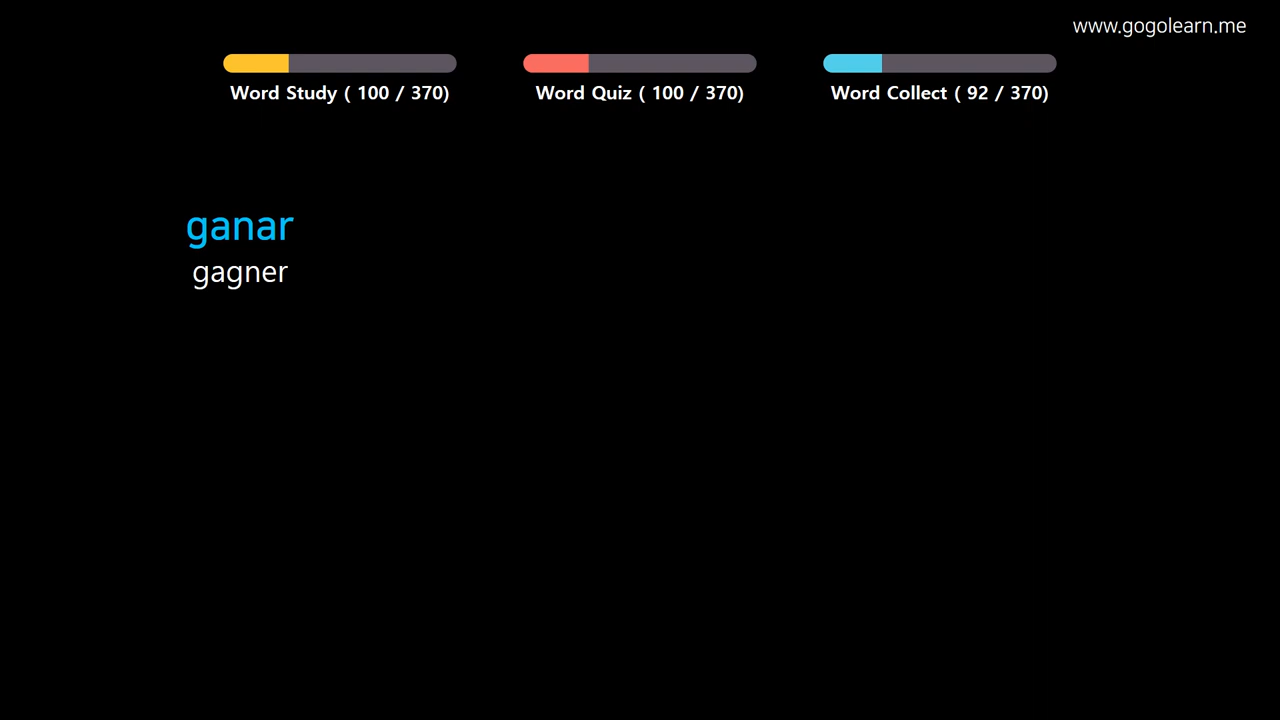 www.gogolearn.me
Word Study ( 100 / 370)
Word Quiz ( 100 / 370)
Word Collect ( 92 / 370)
ganar
gagner